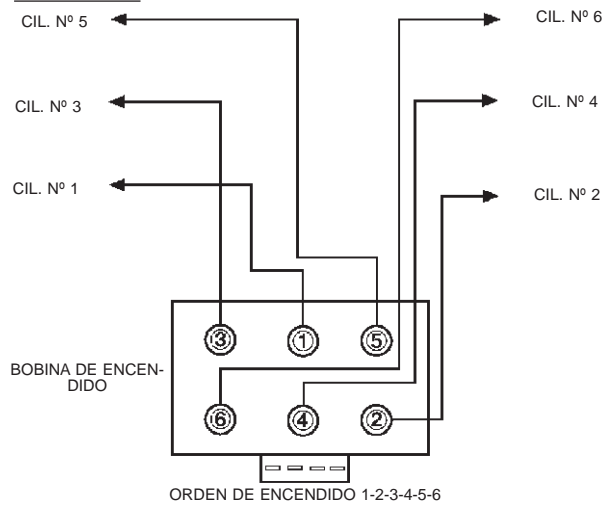 CIL. Nº 5
CIL. Nº 6
CIL. Nº 3
CIL. Nº 4
CIL. Nº 1
CIL. Nº 2
3 1 5
BOBINA DE ENCEN-
DIDO
6 4 2
ORDEN DE ENCENDIDO 1-2-3-4-5-6